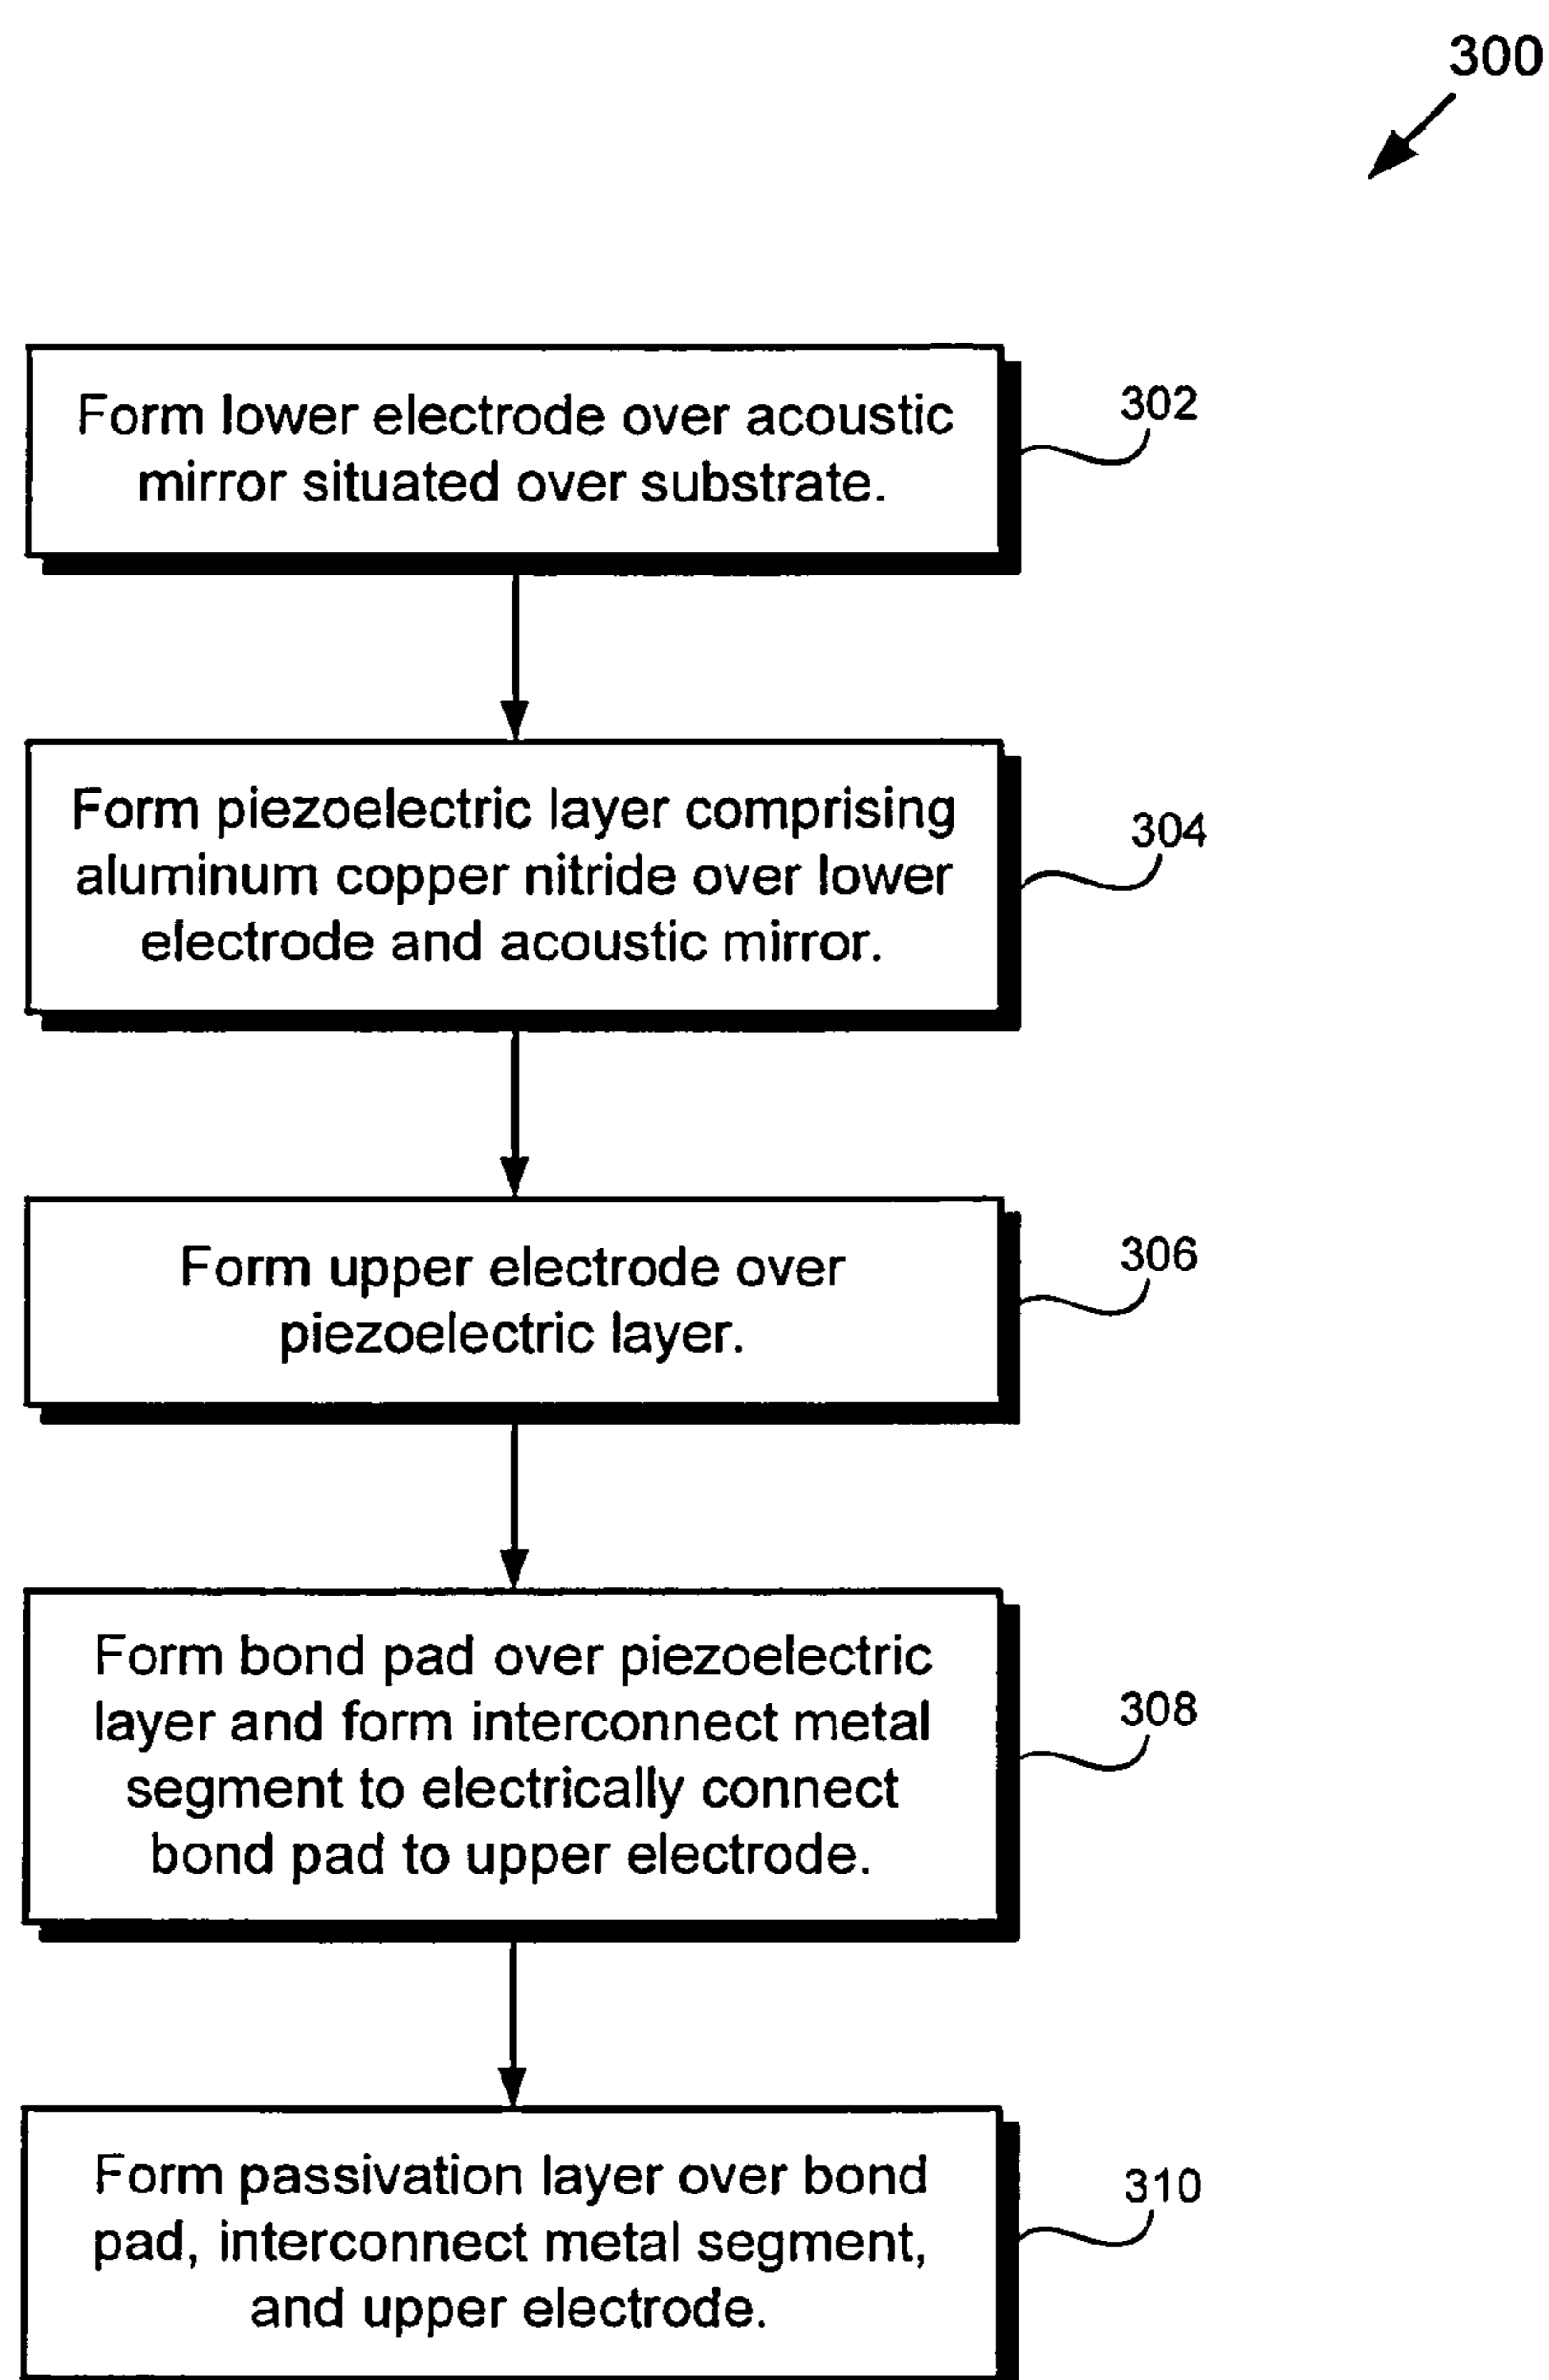 300
Form lower electrode over acoustic
mirror situated over substrate.
302
Form piezoelectric layer comprising
aluminum copper nitride over lower
electrode and acoustic mirror.
304
Form upper electrode over
piezoelectric layer.
306
Form bond pad over piezoelectric
layer and form interconnect metal
segment to electrically connect
bond pad to upper electrode.
308
Form passivation layer over bond
pad, interconnect metal segment,
and upper electrode.
310